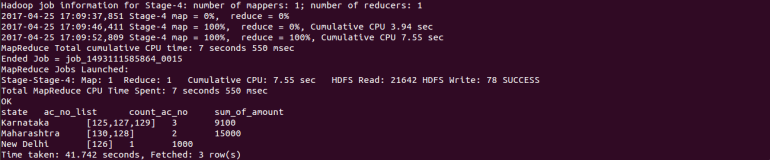 Hadoop job information for Stage-4: number of mappers: 1; number of reducers: 1
2017-04-25 17:09:37,851 Stage-4 map = 0%,  reduce = 0%
2017-04-25 17:09:46,411 Stage-4 map = 100%,  reduce = 0%, Cumulative CPU 3.94 sec
2017-04-25 17:09:52,809 Stage-4 map = 100%,  reduce = 100%, Cumulative CPU 7.55 sec
MapReduce Total cumulative CPU time: 7 seconds 550 msec
Ended Job = job_1493111585864_0015
MapReduce Jobs Launched:
Stage-Stage-4: Map: 1  Reduce: 1   Cumulative CPU: 7.55 sec   HDFS Read: 21642 HDFS Write: 78 SUCCESS
Total MapReduce CPU Time Spent: 7 seconds 550 msec
OK
state   ac_no_list      count_ac_no     sum_of_amount
Karnataka       [125,127,129]   3       9100
Maharashtra     [130,128]       2       15000
New Delhi       [126]   1       1000
Time taken: 41.742 seconds, Fetched: 3 row(s)